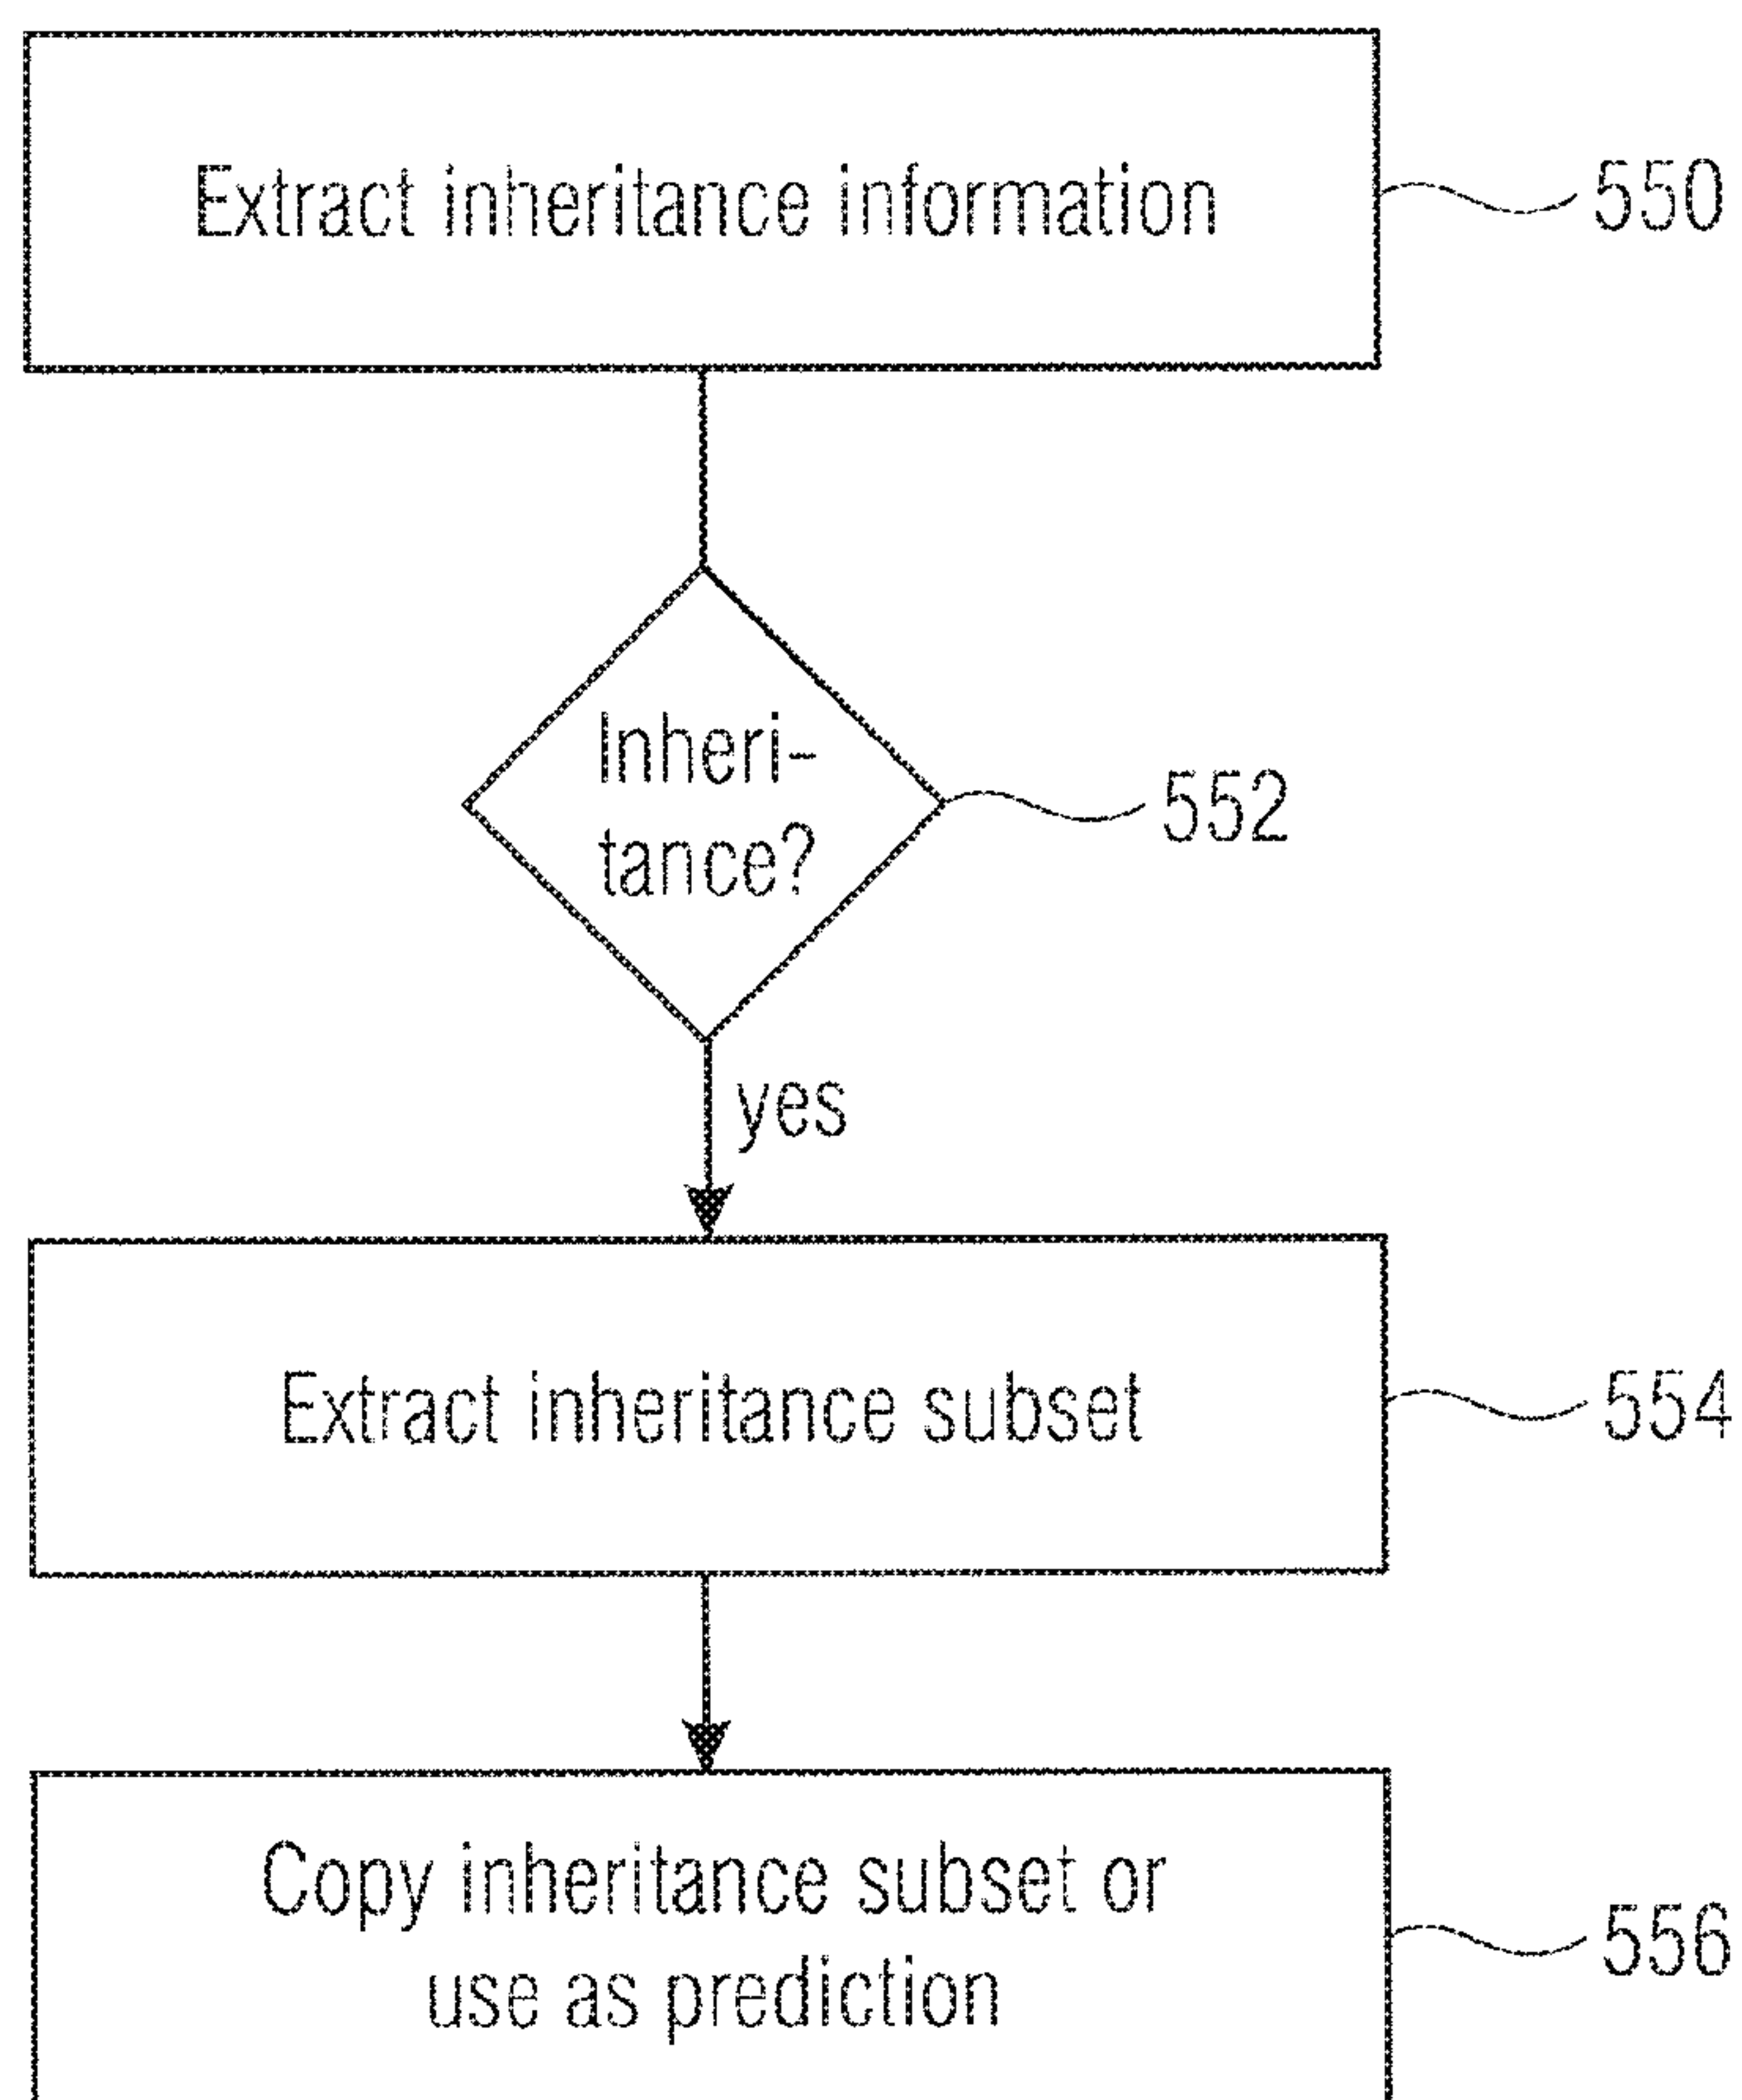 Extract inheritance information
550
Inheri-
tance?
552
yes
Extract inheritance subset
554
Copy inheritance subset or
use as prediction
556